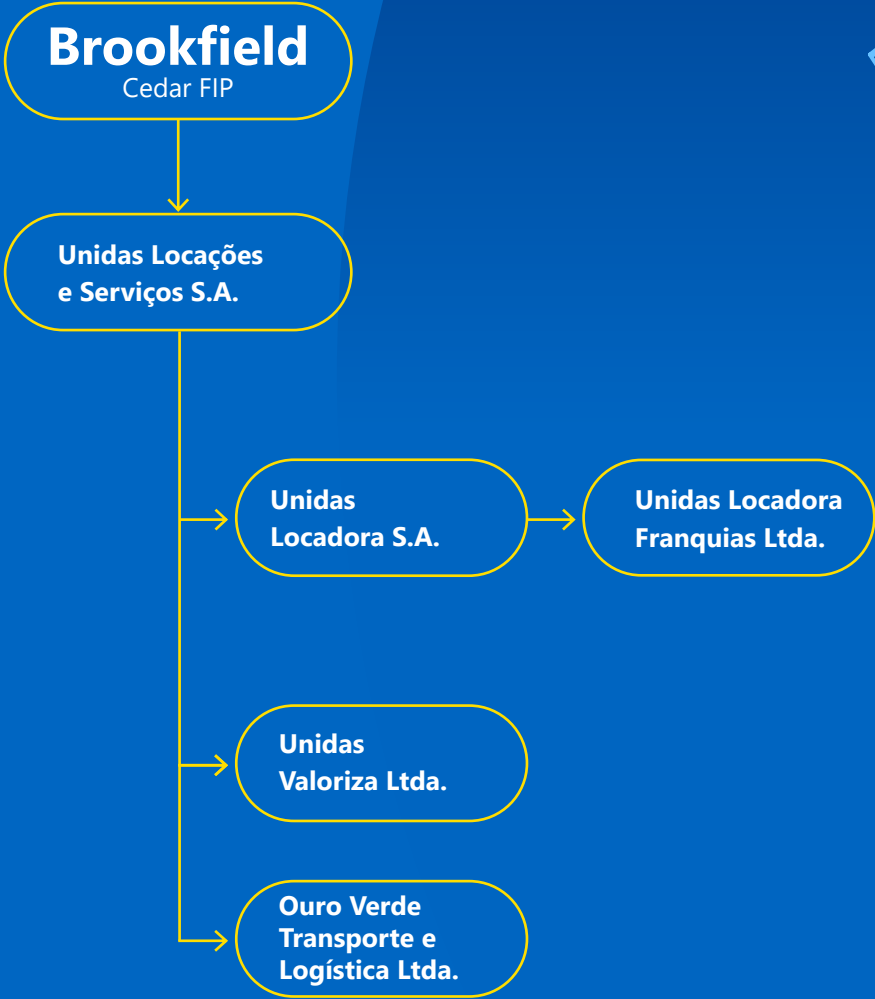 Brookfield
Cedar FIP
Unidas Locações
e Serviços S.A.
Unidas
Locadora S.A.
Unidas Locadora
Franquias Ltda.
Unidas
Valoriza Ltda.
Ouro Verde
Transporte e
Logística Ltda.